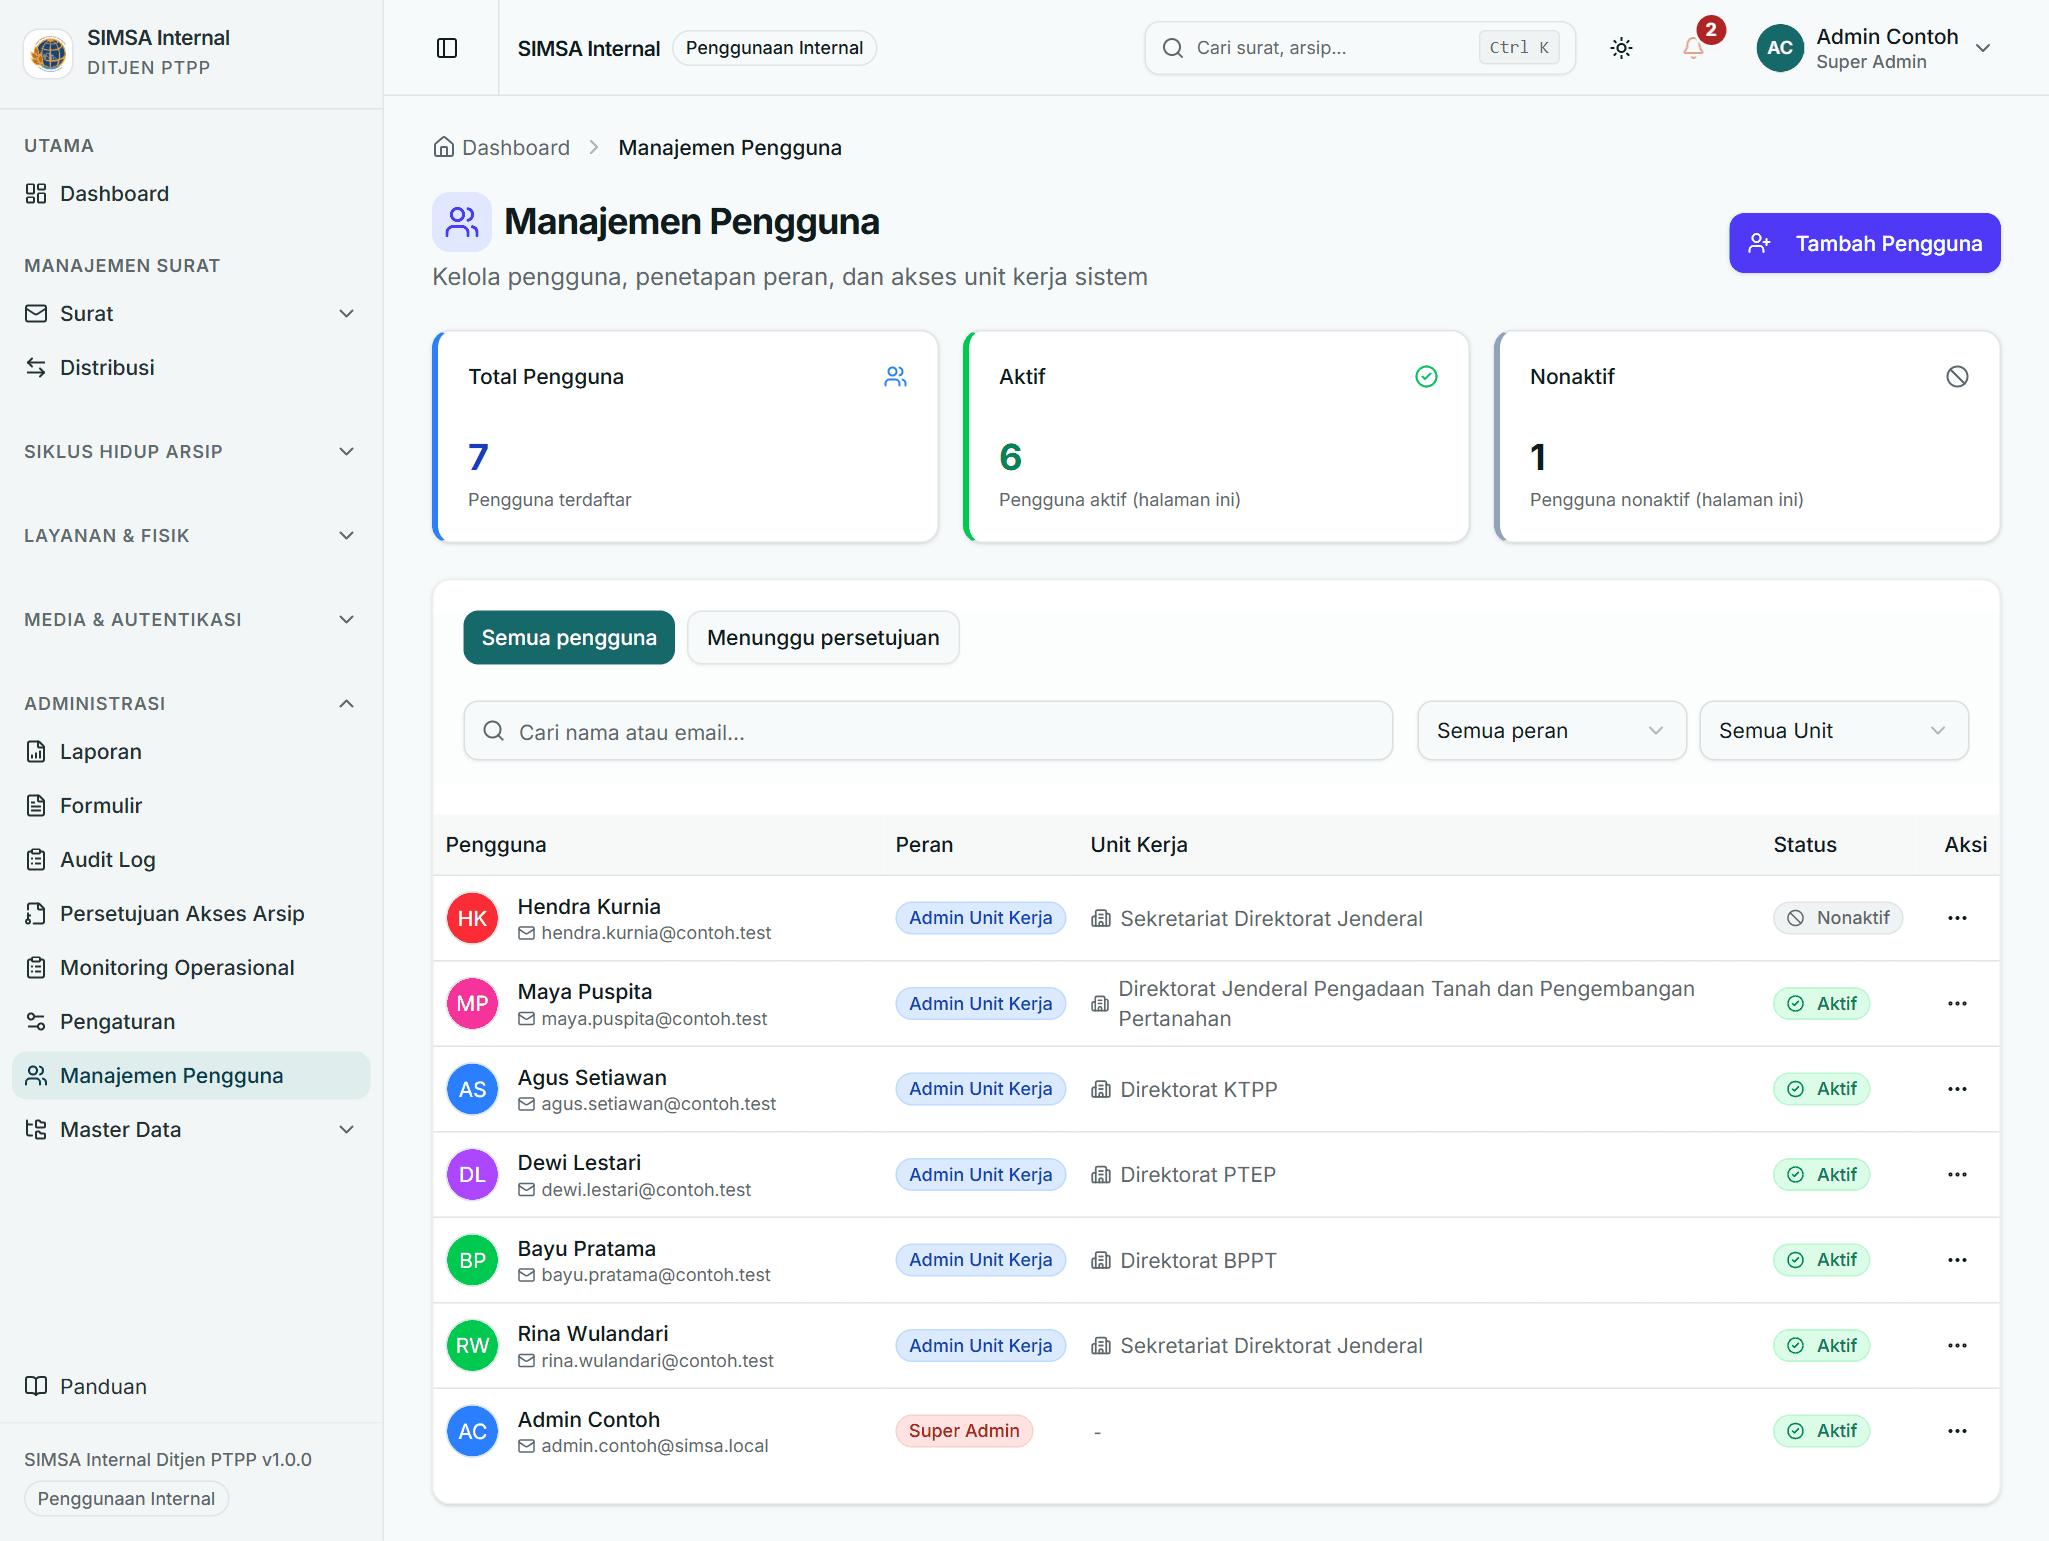 SIMSA Internal
DITJEN PTPP
UTAMA
Dashboard
MANAJEMEN SURAT
Surat
Distribusi
SIKLUS HIDUP ARSIP
LAYANAN & FISIK
MEDIA & AUTENTIKASI
ADMINISTRASI
Laporan
Formulir
Audit Log
Persetujuan Akses Arsip
Monitoring Operasional
Pengaturan
Manajemen Pengguna
Master Data
Panduan
SIMSA Internal Ditjen PTPP v1.0.0
Penggunaan Internal
SIMSA Internal Penggunaan Internal
Cari surat, arsip... Ctrl K
2
AC Admin Contoh
Super Admin
Dashboard Manajemen Pengguna
Manajemen Pengguna
Kelola pengguna, penetapan peran, dan akses unit kerja sistem
Tambah Pengguna
Total Pengguna
7
Pengguna terdaftar
Aktif
6
Pengguna aktif (halaman ini)
Nonaktif
1
Pengguna nonaktif (halaman ini)
Semua pengguna Menunggu persetujuan
Cari nama atau email... Semua peran Semua Unit
Pengguna Peran Unit Kerja Status Aksi
HK Hendra Kurnia
hendra.kurnia@contoh.test
Admin Unit Kerja Sekretariat Direktorat Jenderal Nonaktif
MP Maya Puspita
maya.puspita@contoh.test
Admin Unit Kerja Direktorat Jenderal Pengadaan Tanah dan Pengembangan
Pertanahan
Aktif
AS Agus Setiawan
agus.setiawan@contoh.test
Admin Unit Kerja Direktorat KTPP Aktif
DL Dewi Lestari
dewi.lestari@contoh.test
Admin Unit Kerja Direktorat PTEP Aktif
BP Bayu Pratama
bayu.pratama@contoh.test
Admin Unit Kerja Direktorat BPPT Aktif
RW Rina Wulandari
rina.wulandari@contoh.test
Admin Unit Kerja Sekretariat Direktorat Jenderal Aktif
AC Admin Contoh
admin.contoh@simsa.local
Super Admin - Aktif